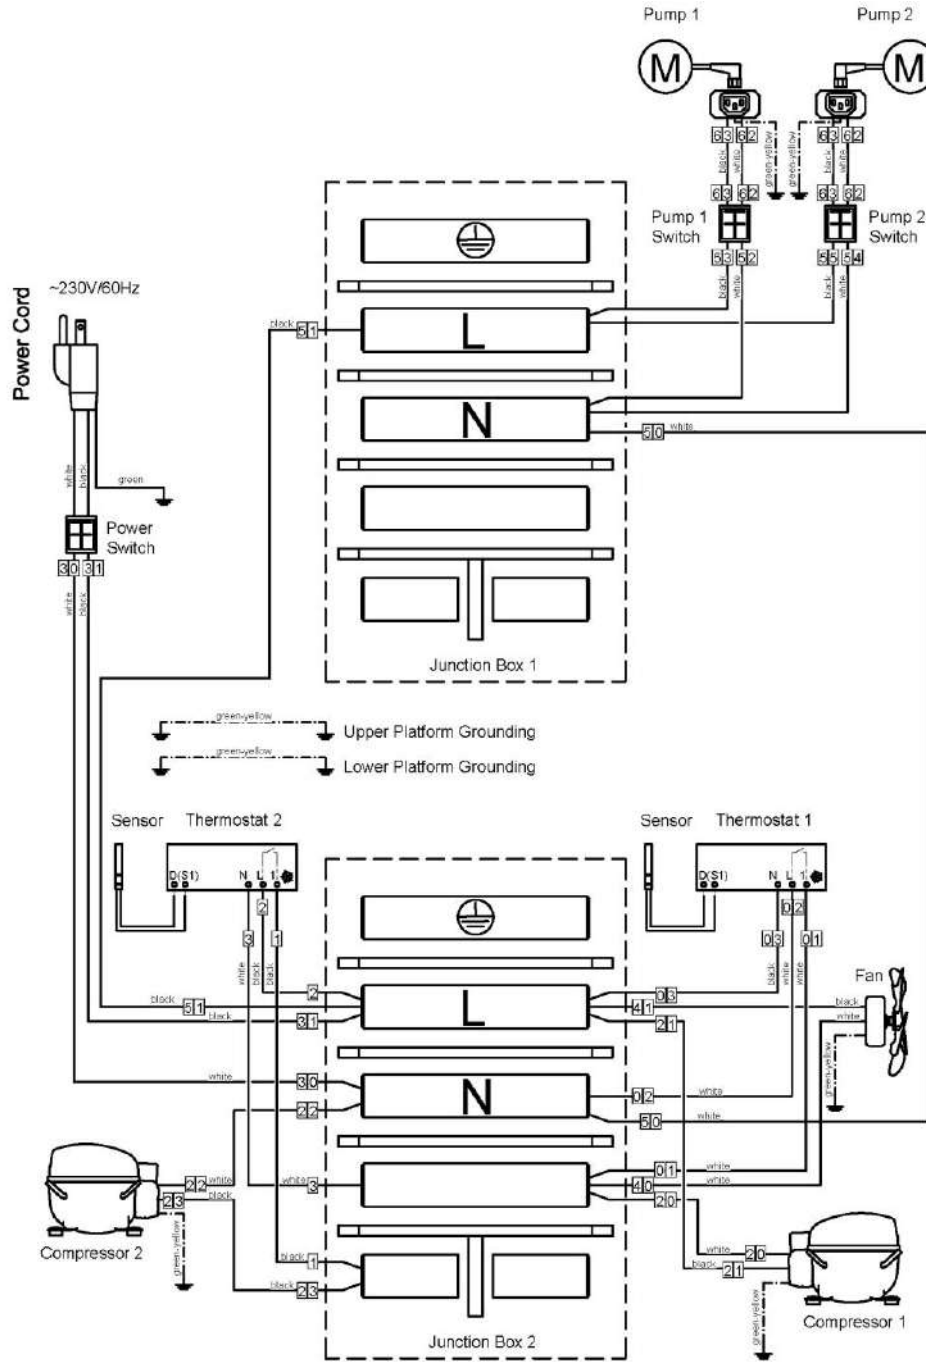 Pump 1
Pump 2
M
M
63 62
63 62
black
white
green-yellow
green-yellow
black
white
63 62
63 62
Pump 1
Switch
Pump 2
Switch
53 52
55 54
black
white
black
white
~230V/60Hz
Power Cord
black 51
L
N
50 white
white
black
green
Power
Switch
30 31
white
black
Junction Box 1
green-yellow
Upper Platform Grounding
green-yellow
Lower Platform Grounding
Sensor
Thermostat 2
Sensor
Thermostat 1
D(S1)
N L 1
D(S1)
N L 1
2
3
1
02
03
01
white
black
black
black
white
white
Fan
black 51
2
black 31
L
03
41
21
black
white
green-yellow
white 30
22
N
02 white
50 white
white 3
01 white
40 white
20
22 white
23 black
green-yellow
Compressor 2
black 1
black 23
white 20
black 21
green-yellow
Compressor 1
Junction Box 2